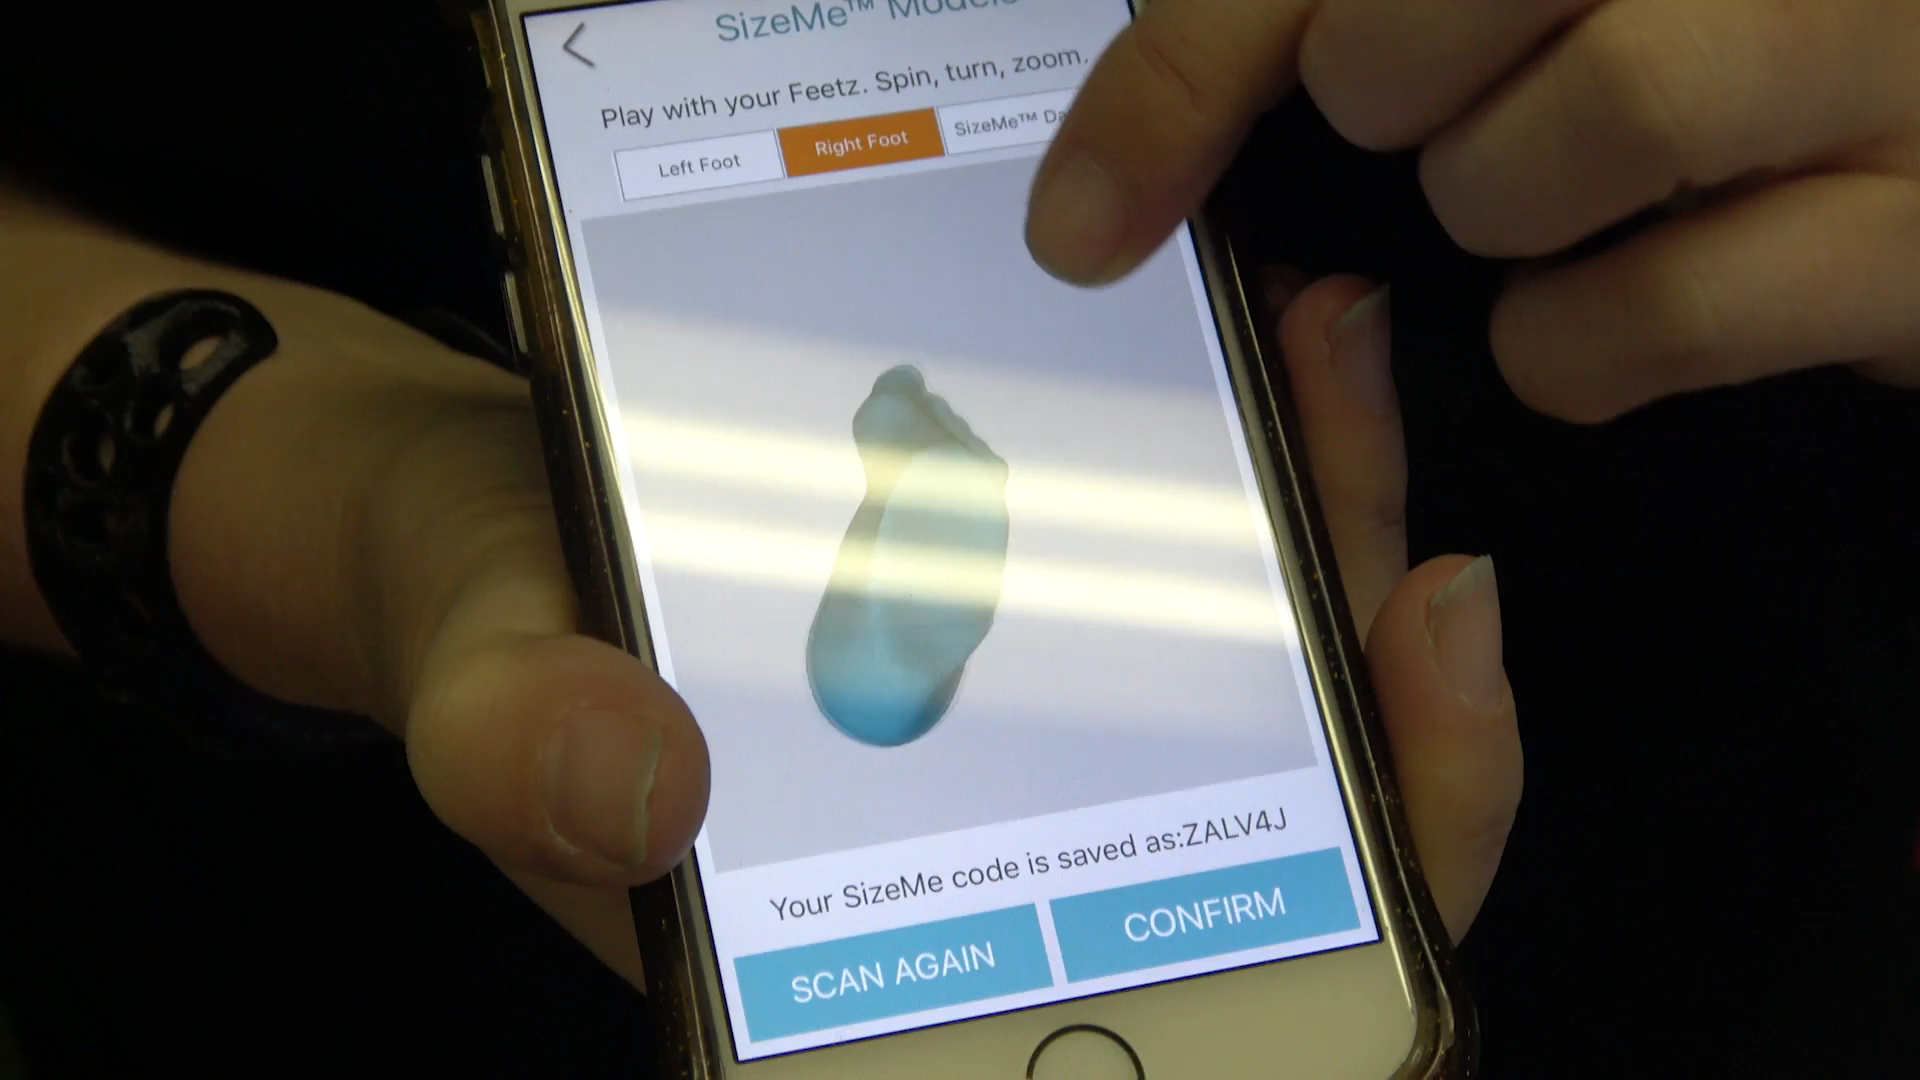 SizeMe™ Models
Play with your Feetz. Spin, turn, zoom.
Left Foot
Right Foot
SizeMe™
Your SizeMe code is saved as:ZALV4J
SCAN AGAIN
CONFIRM